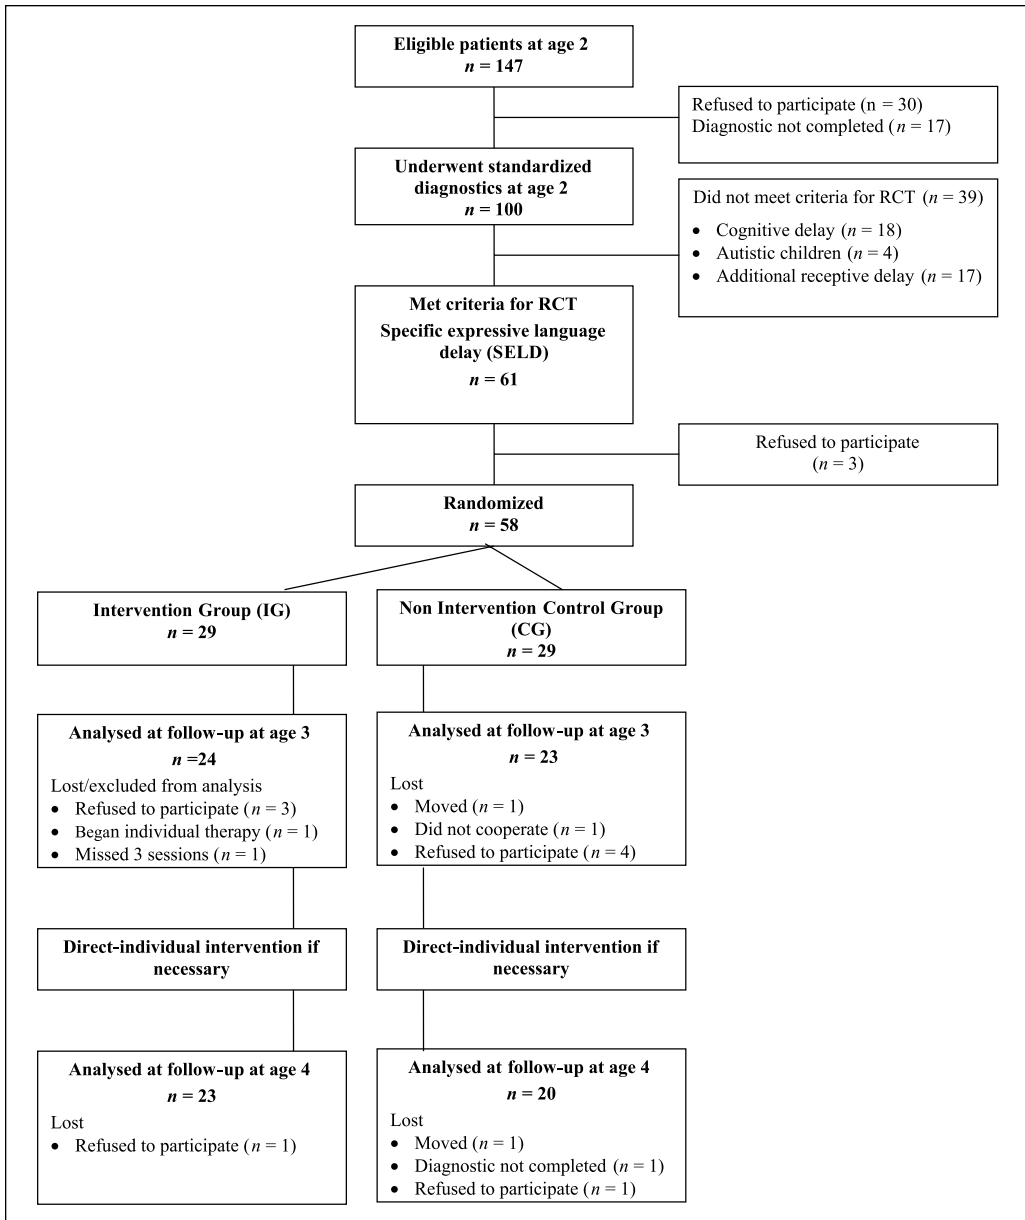 Eligible patients at age 2
n = 147
Refused to participate (n = 30)
Diagnostic not completed (n = 17)
Underwent standardized
diagnostics at age 2
n = 100
Did not meet criteria for RCT (n = 39)
• Cognitive delay (n = 18)
• Autistic children (n = 4)
• Additional receptive delay (n = 17)
Met criteria for RCT
Specific expressive language
delay (SELD)
n = 61
Refused to participate
(n = 3)
Randomized
n = 58
Intervention Group (IG)
n = 29
Non Intervention Control Group
(CG)
n = 29
Analysed at follow-up at age 3
n =24
Lost/excluded from analysis
• Refused to participate (n = 3)
• Began individual therapy (n = 1)
• Missed 3 sessions (n = 1)
Analysed at follow-up at age 3
n = 23
Lost
• Moved (n = 1)
• Did not cooperate (n = 1)
• Refused to participate (n = 4)
Direct-individual intervention if
necessary
Direct-individual intervention if
necessary
Analysed at follow-up at age 4
n = 23
Lost
• Refused to participate (n = 1)
Analysed at follow-up at age 4
n = 20
Lost
• Moved (n = 1)
• Diagnostic not completed (n = 1)
• Refused to participate (n = 1)